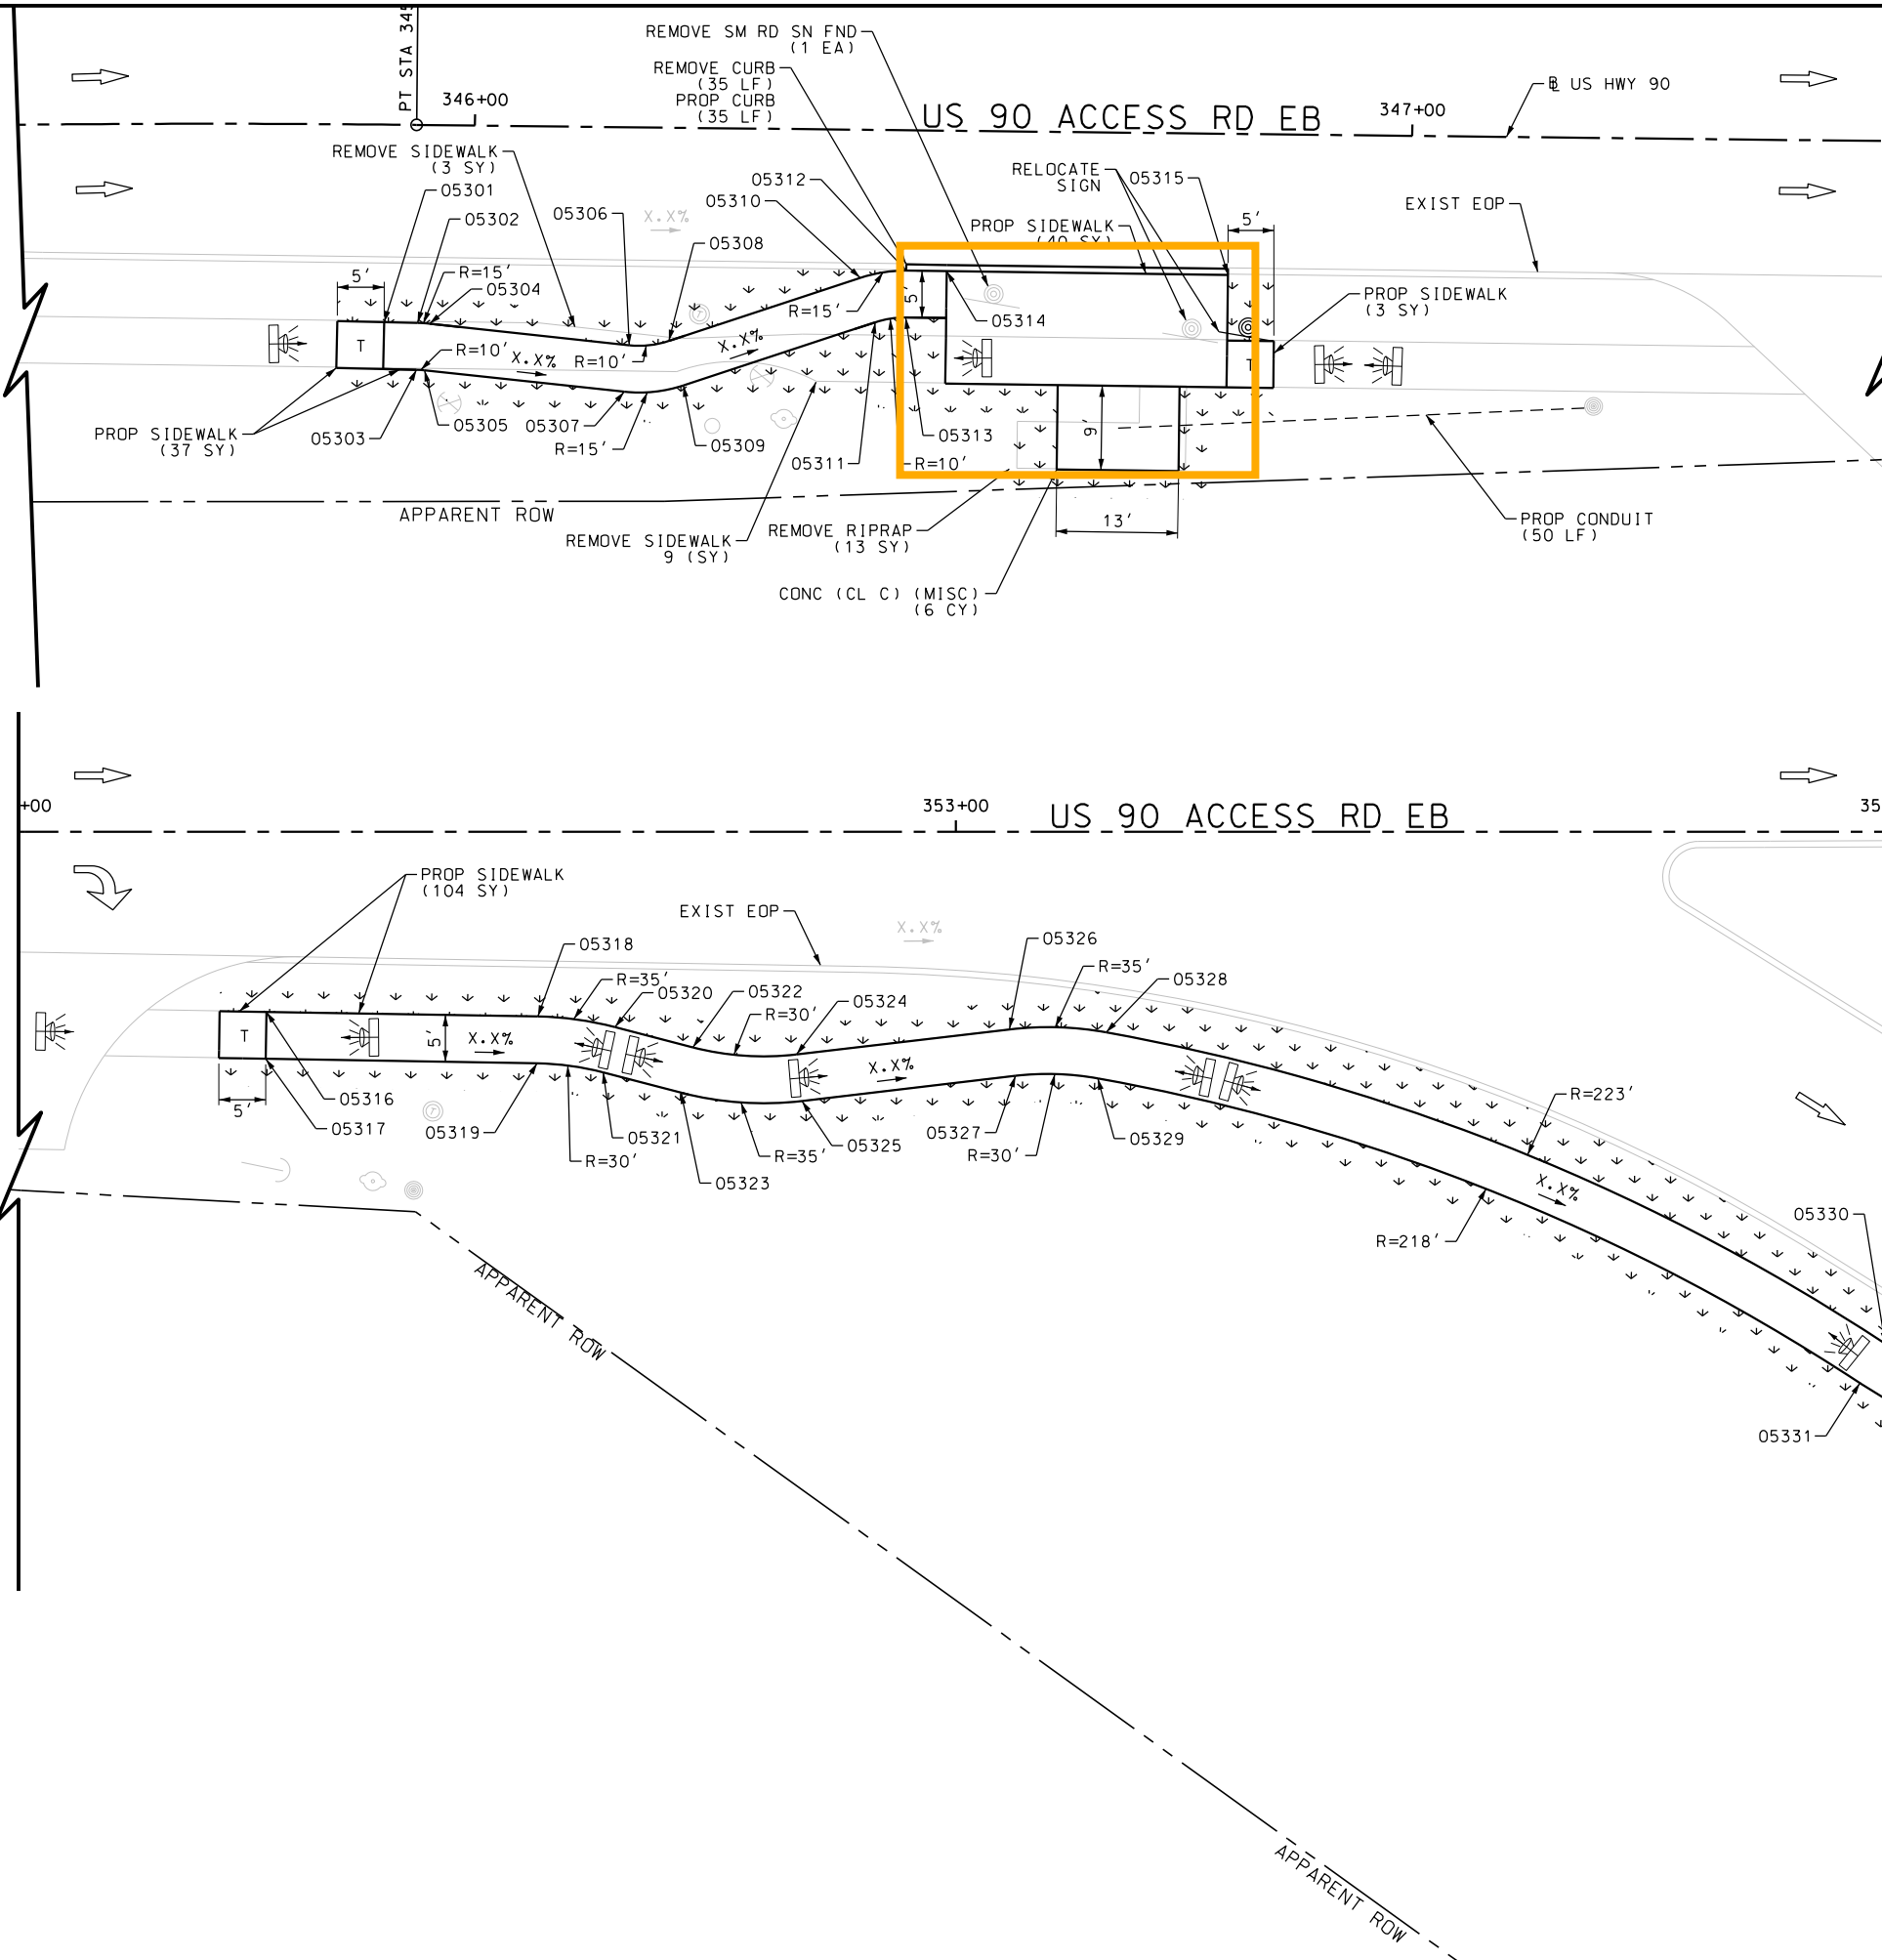 PT STA 345
346+00
REMOVE SM RD SN FND
(1 EA)
REMOVE CURB
(35 LF)
PROP CURB
(35 LF)
US 90 ACCESS RD EB
347+00
B US HWY 90
REMOVE SIDEWALK
(3 SY)
05301
05302
05306
X.X%
05308
05312
05310
RELOCATE
SIGN
05315
PROP SIDEWALK
(40 SY)
5'
EXIST EOP
5'
R=15'
05304
R=15'
5'
05314
PROP SIDEWALK
(3 SY)
T
R=10'
X.X%
R=10'
X.X%
T
PROP SIDEWALK
(37 SY)
05303
05305
05307
R=15'
05309
05311
05313
R=10'
9'
APPARENT ROW
REMOVE SIDEWALK
9 (SY)
REMOVE RIPRAP
(13 SY)
13'
PROP CONDUIT
(50 LF)
CONC (CL C) (MISC)
(6 CY)
+00
353+00
US 90 ACCESS RD EB
35
PROP SIDEWALK
(104 SY)
EXIST EOP
X.X%
05318
R=35'
05320
05322
R=30'
05324
05326
R=35'
05328
T
5'
X.X%
X.X%
5'
05316
05317
05319
R=30'
05321
05323
R=35'
05325
05327
R=30'
05329
R=223'
X.X%
R=218'
05330
05331
APPARENT ROW
APPARENT ROW